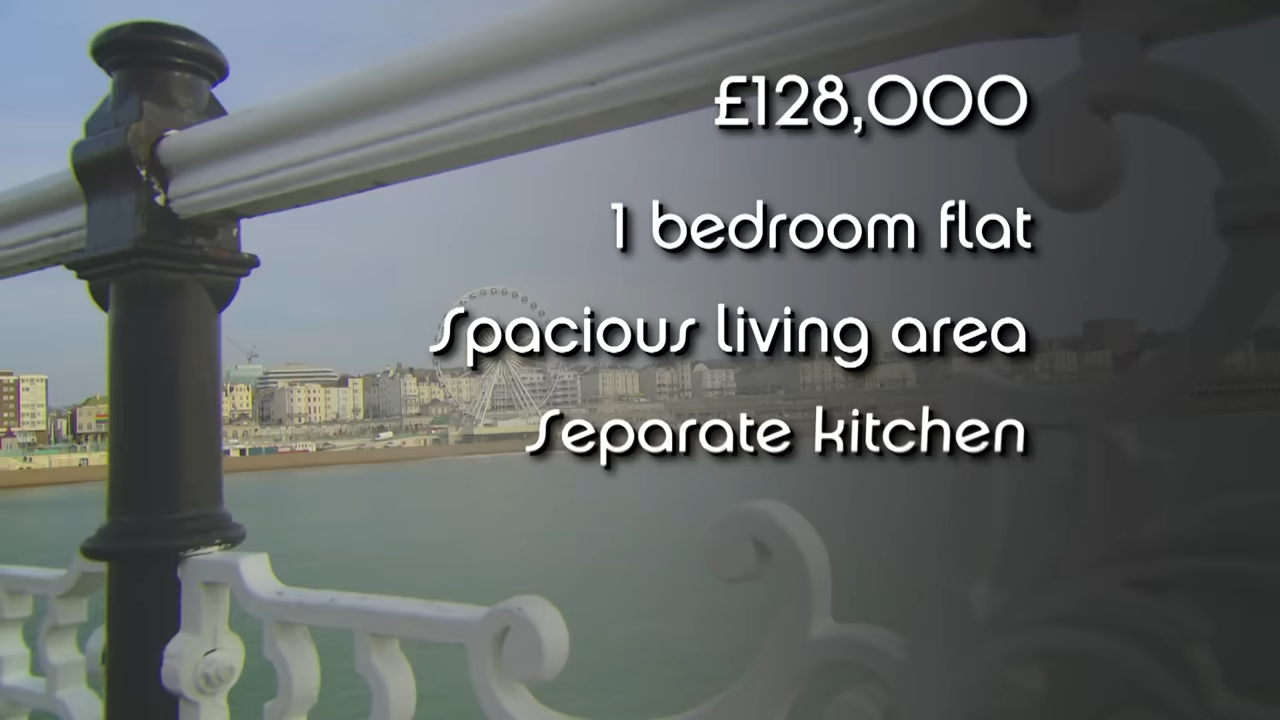 £128,000
1 bedroom flat
Spacious living area
Separate kitchen